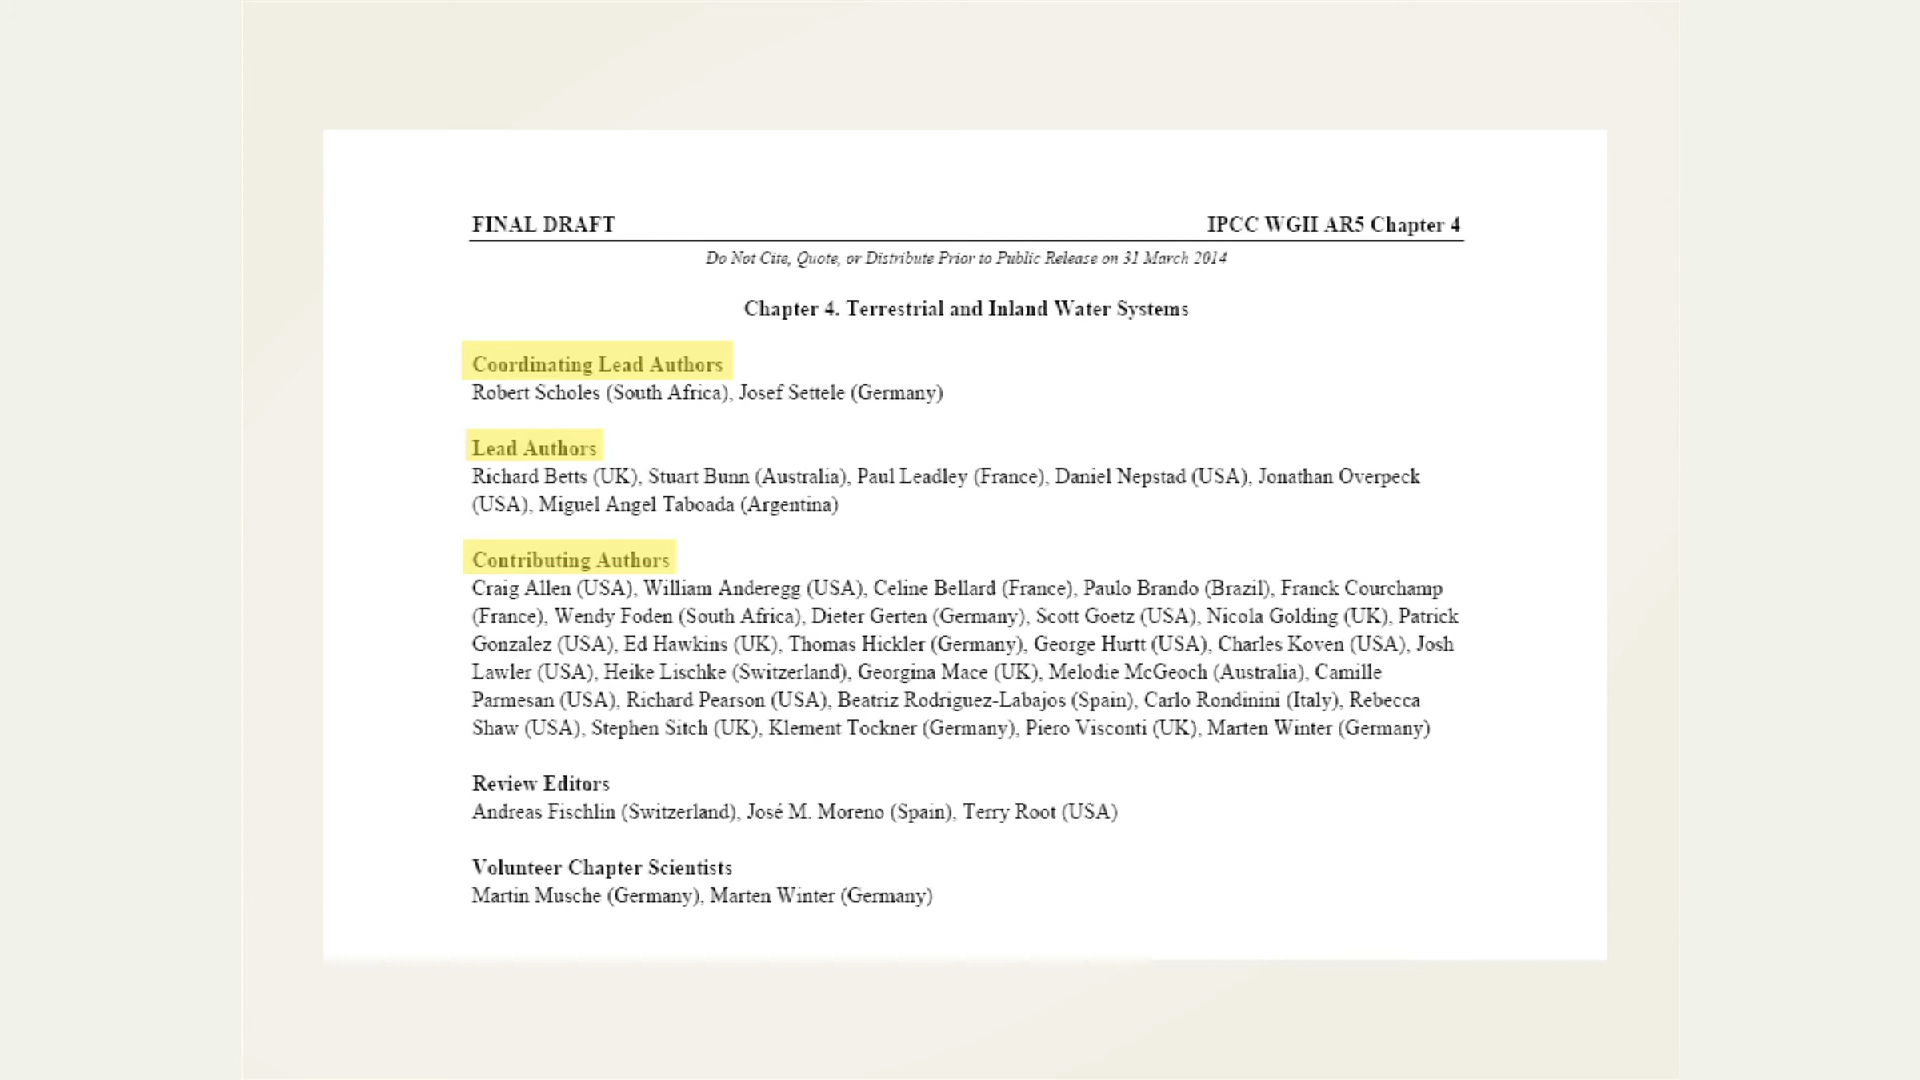 FINAL DRAFT IPCC WGII AR5 Chapter 4
Do Not Cite, Quote, or Distribute Prior to Public Release on 31 March 2014
Chapter 4. Terrestrial and Inland Water Systems
Coordinating Lead Authors
Robert Scholes (South Africa), Josef Settele (Germany)
Lead Authors
Richard Betts (UK), Stuart Bunn (Australia), Paul Leadley (France), Daniel Nepstad (USA), Jonathan Overpeck
(USA), Miguel Angel Taboada (Argentina)
Contributing Authors
Craig Allen (USA), William Anderegg (USA), Celine Bellard (France), Paulo Brando (Brazil), Franck Courchamp
(France), Wendy Foden (South Africa), Dieter Gerten (Germany), Scott Goetz (USA), Nicola Golding (UK), Patrick
Gonzalez (USA), Ed Hawkins (UK), Thomas Hickler (Germany), George Hurtt (USA), Charles Koven (USA), Josh
Lawler (USA), Heike Lischke (Switzerland), Georgina Mace (UK), Melodie McGeoch (Australia), Camille
Parmesan (USA), Richard Pearson (USA), Beatriz Rodriguez-Labajos (Spain), Carlo Rondinini (Italy), Rebecca
Shaw (USA), Stephen Sitch (UK), Klement Tockner (Germany), Piero Visconti (UK), Marten Winter (Germany)
Review Editors
Andreas Fischlin (Switzerland), José M. Moreno (Spain), Terry Root (USA)
Volunteer Chapter Scientists
Martin Musche (Germany), Marten Winter (Germany)